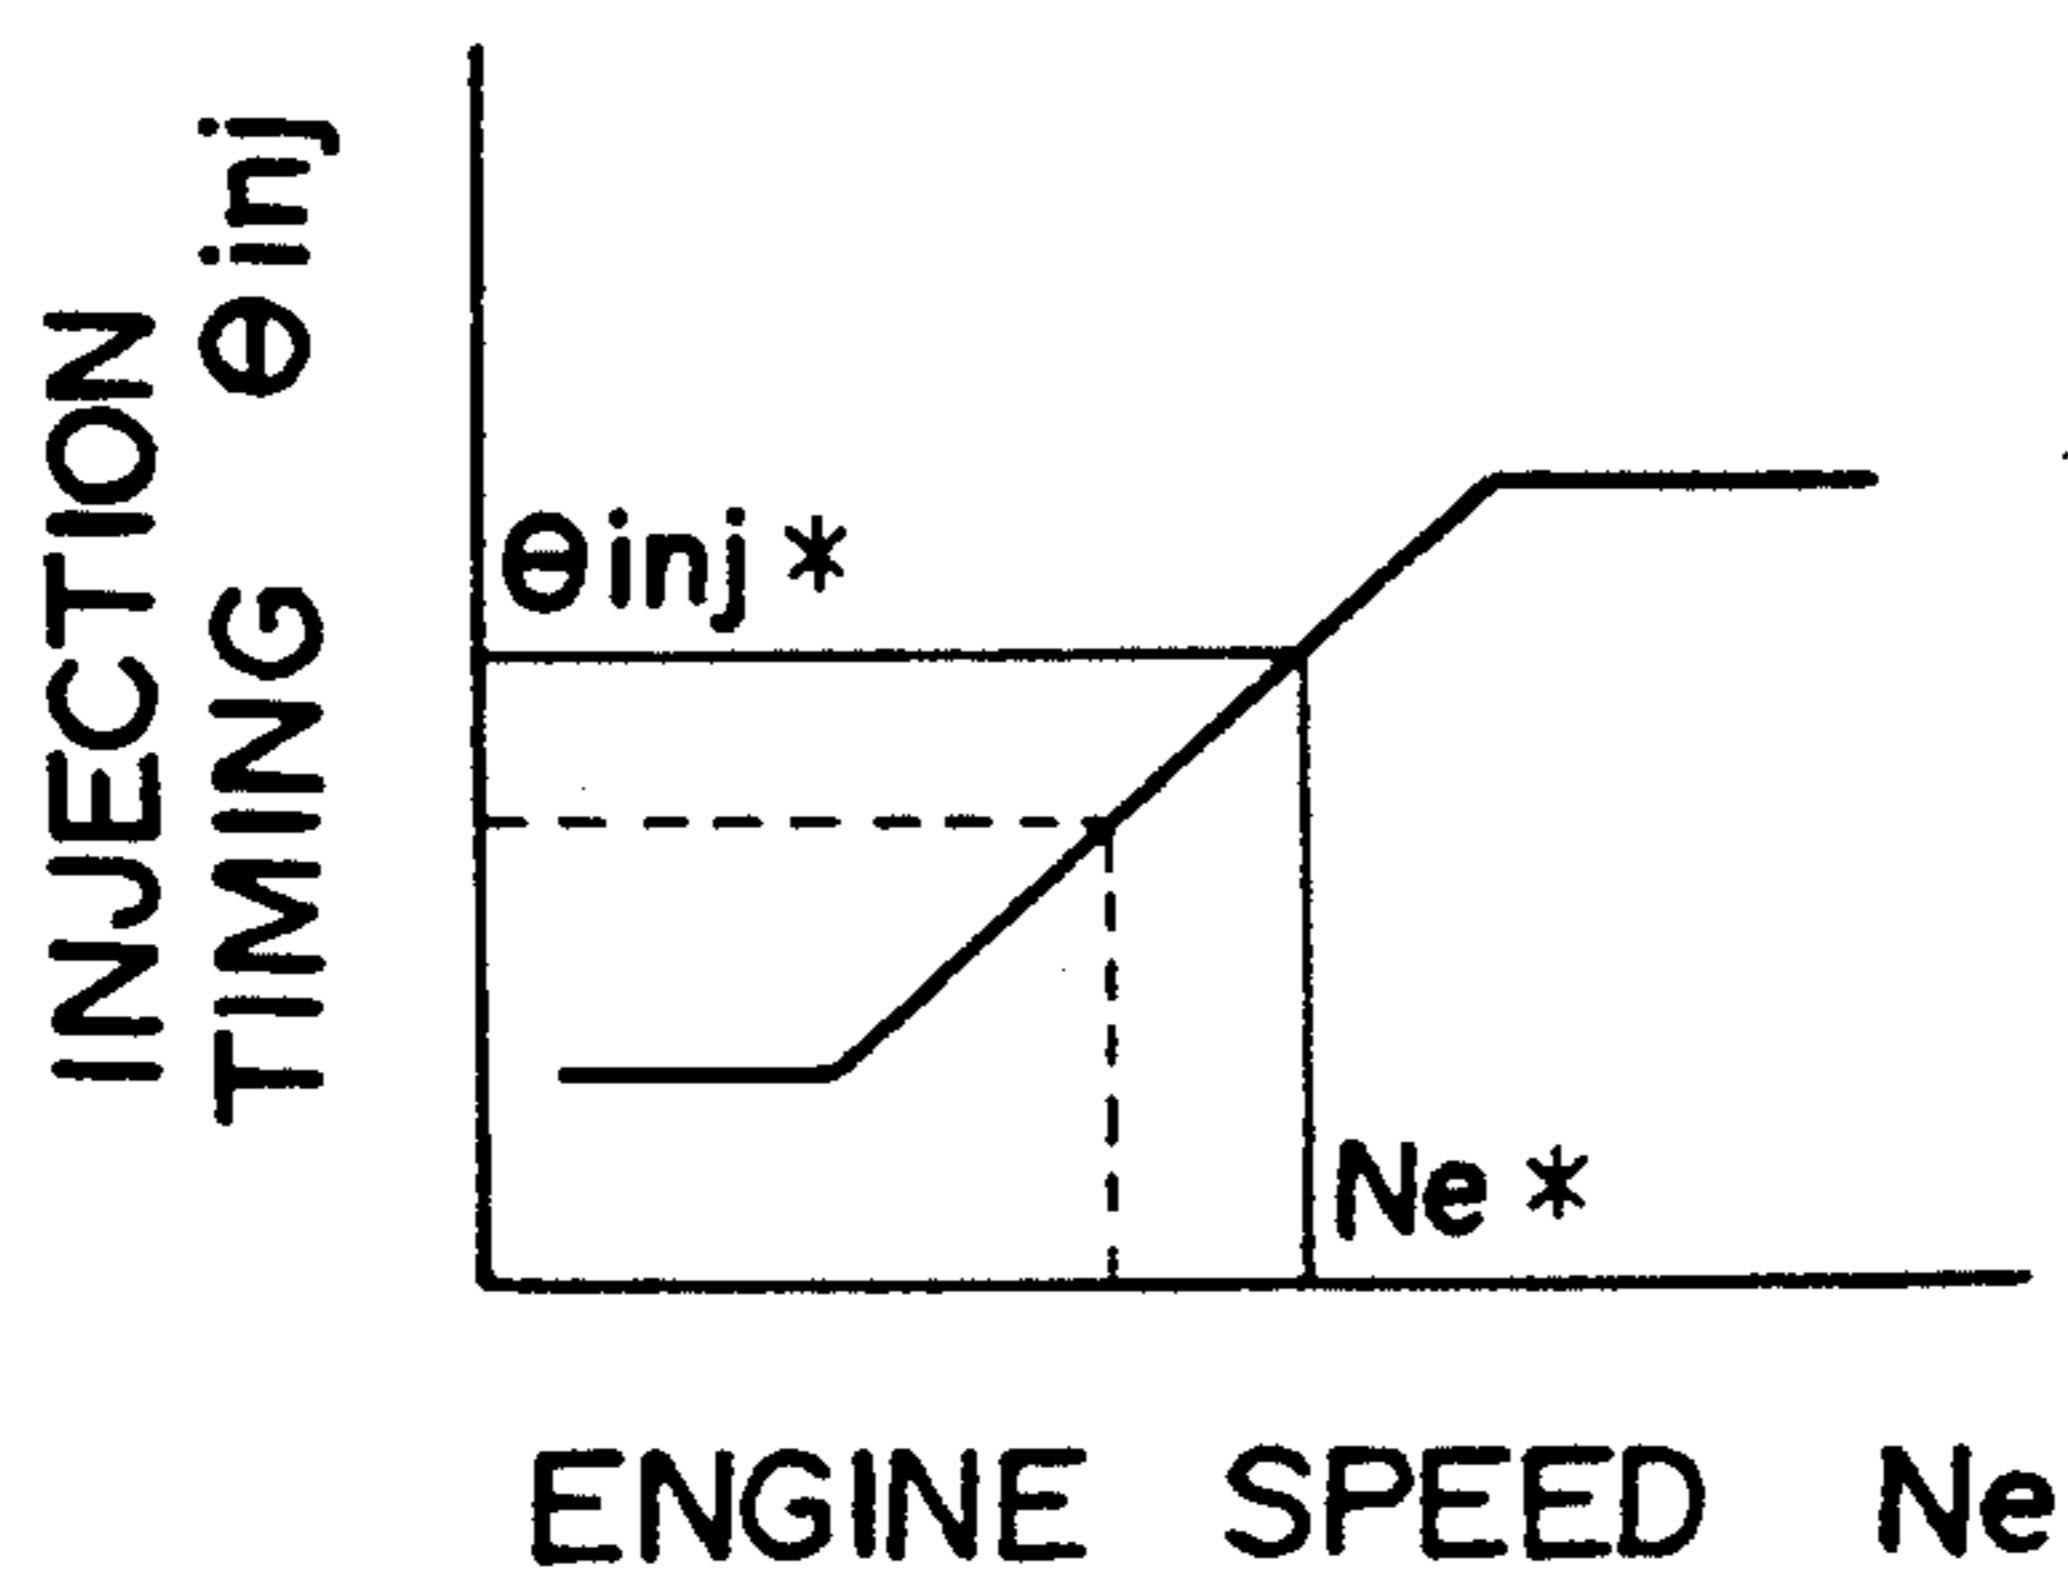 INJECTION
TIMING Θinj
Θinj *
Ne *
ENGINE SPEED Ne